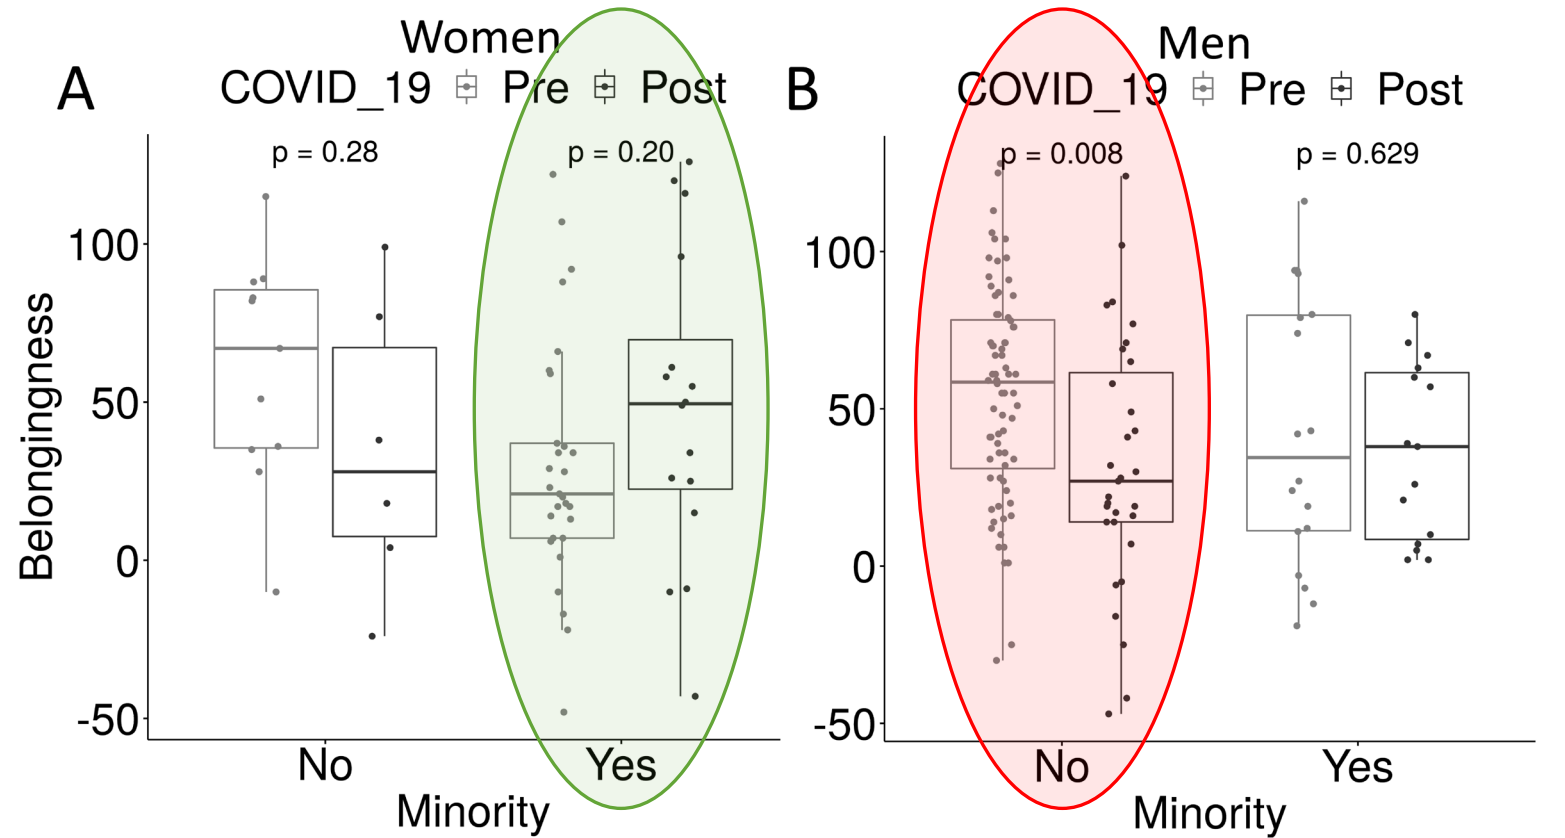 Women
A
COVID_19 Pre Post
p = 0.28
p = 0.20
100
50
0
-50
Belongingness
No
Yes
Minority
Men
B
COVID_19 Pre Post
p = 0.008
p = 0.629
100
50
0
-50
No
Yes
Minority